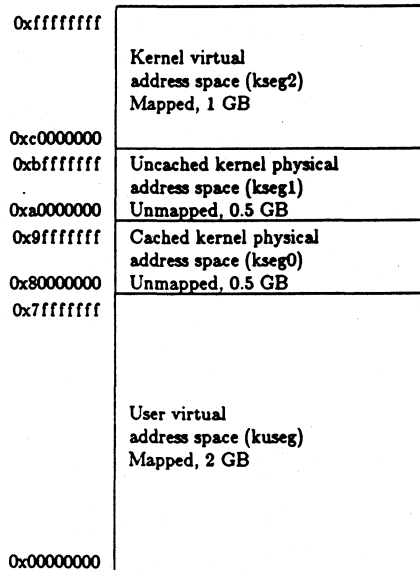 0xffffffff
Kernel virtual
address space (kseg2)
Mapped, 1 GB
0xc0000000
0xbfffffff
Uncached kernel physical
address space (kseg1)
0xa0000000
Unmapped, 0.5 GB
0x9fffffff
Cached kernel physical
address space (kseg0)
0x80000000
Unmapped, 0.5 GB
0x7fffffff
User virtual
address space (kuseg)
Mapped, 2 GB
0x00000000